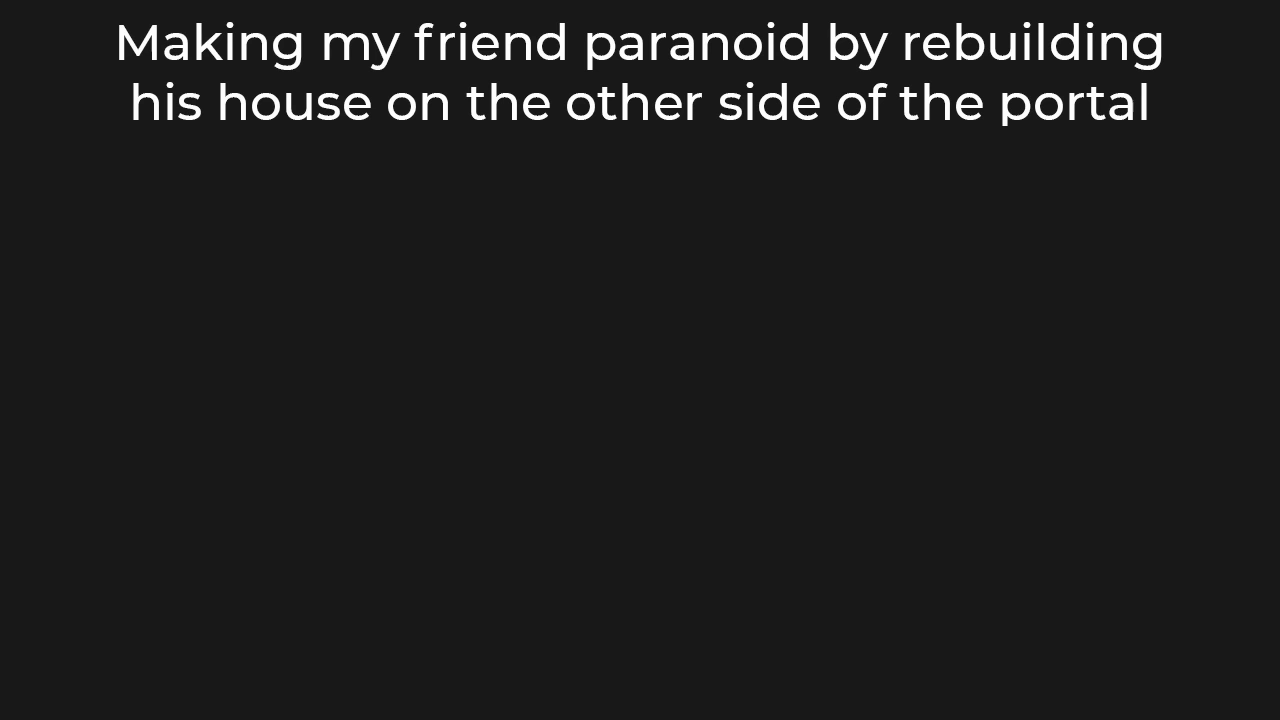 Making my friend paranoid by rebuilding
his house on the other side of the portal